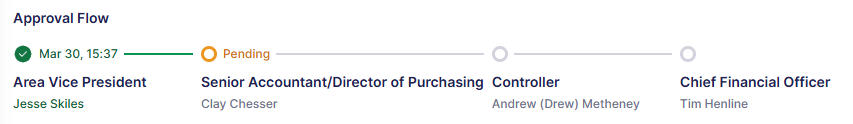 Approval Flow
Mar 30, 15:37 Pending
Area Vice President Senior Accountant/Director of Purchasing Controller Chief Financial Officer
Jesse Skiles Clay Chesser Andrew (Drew) Metheney Tim Henline